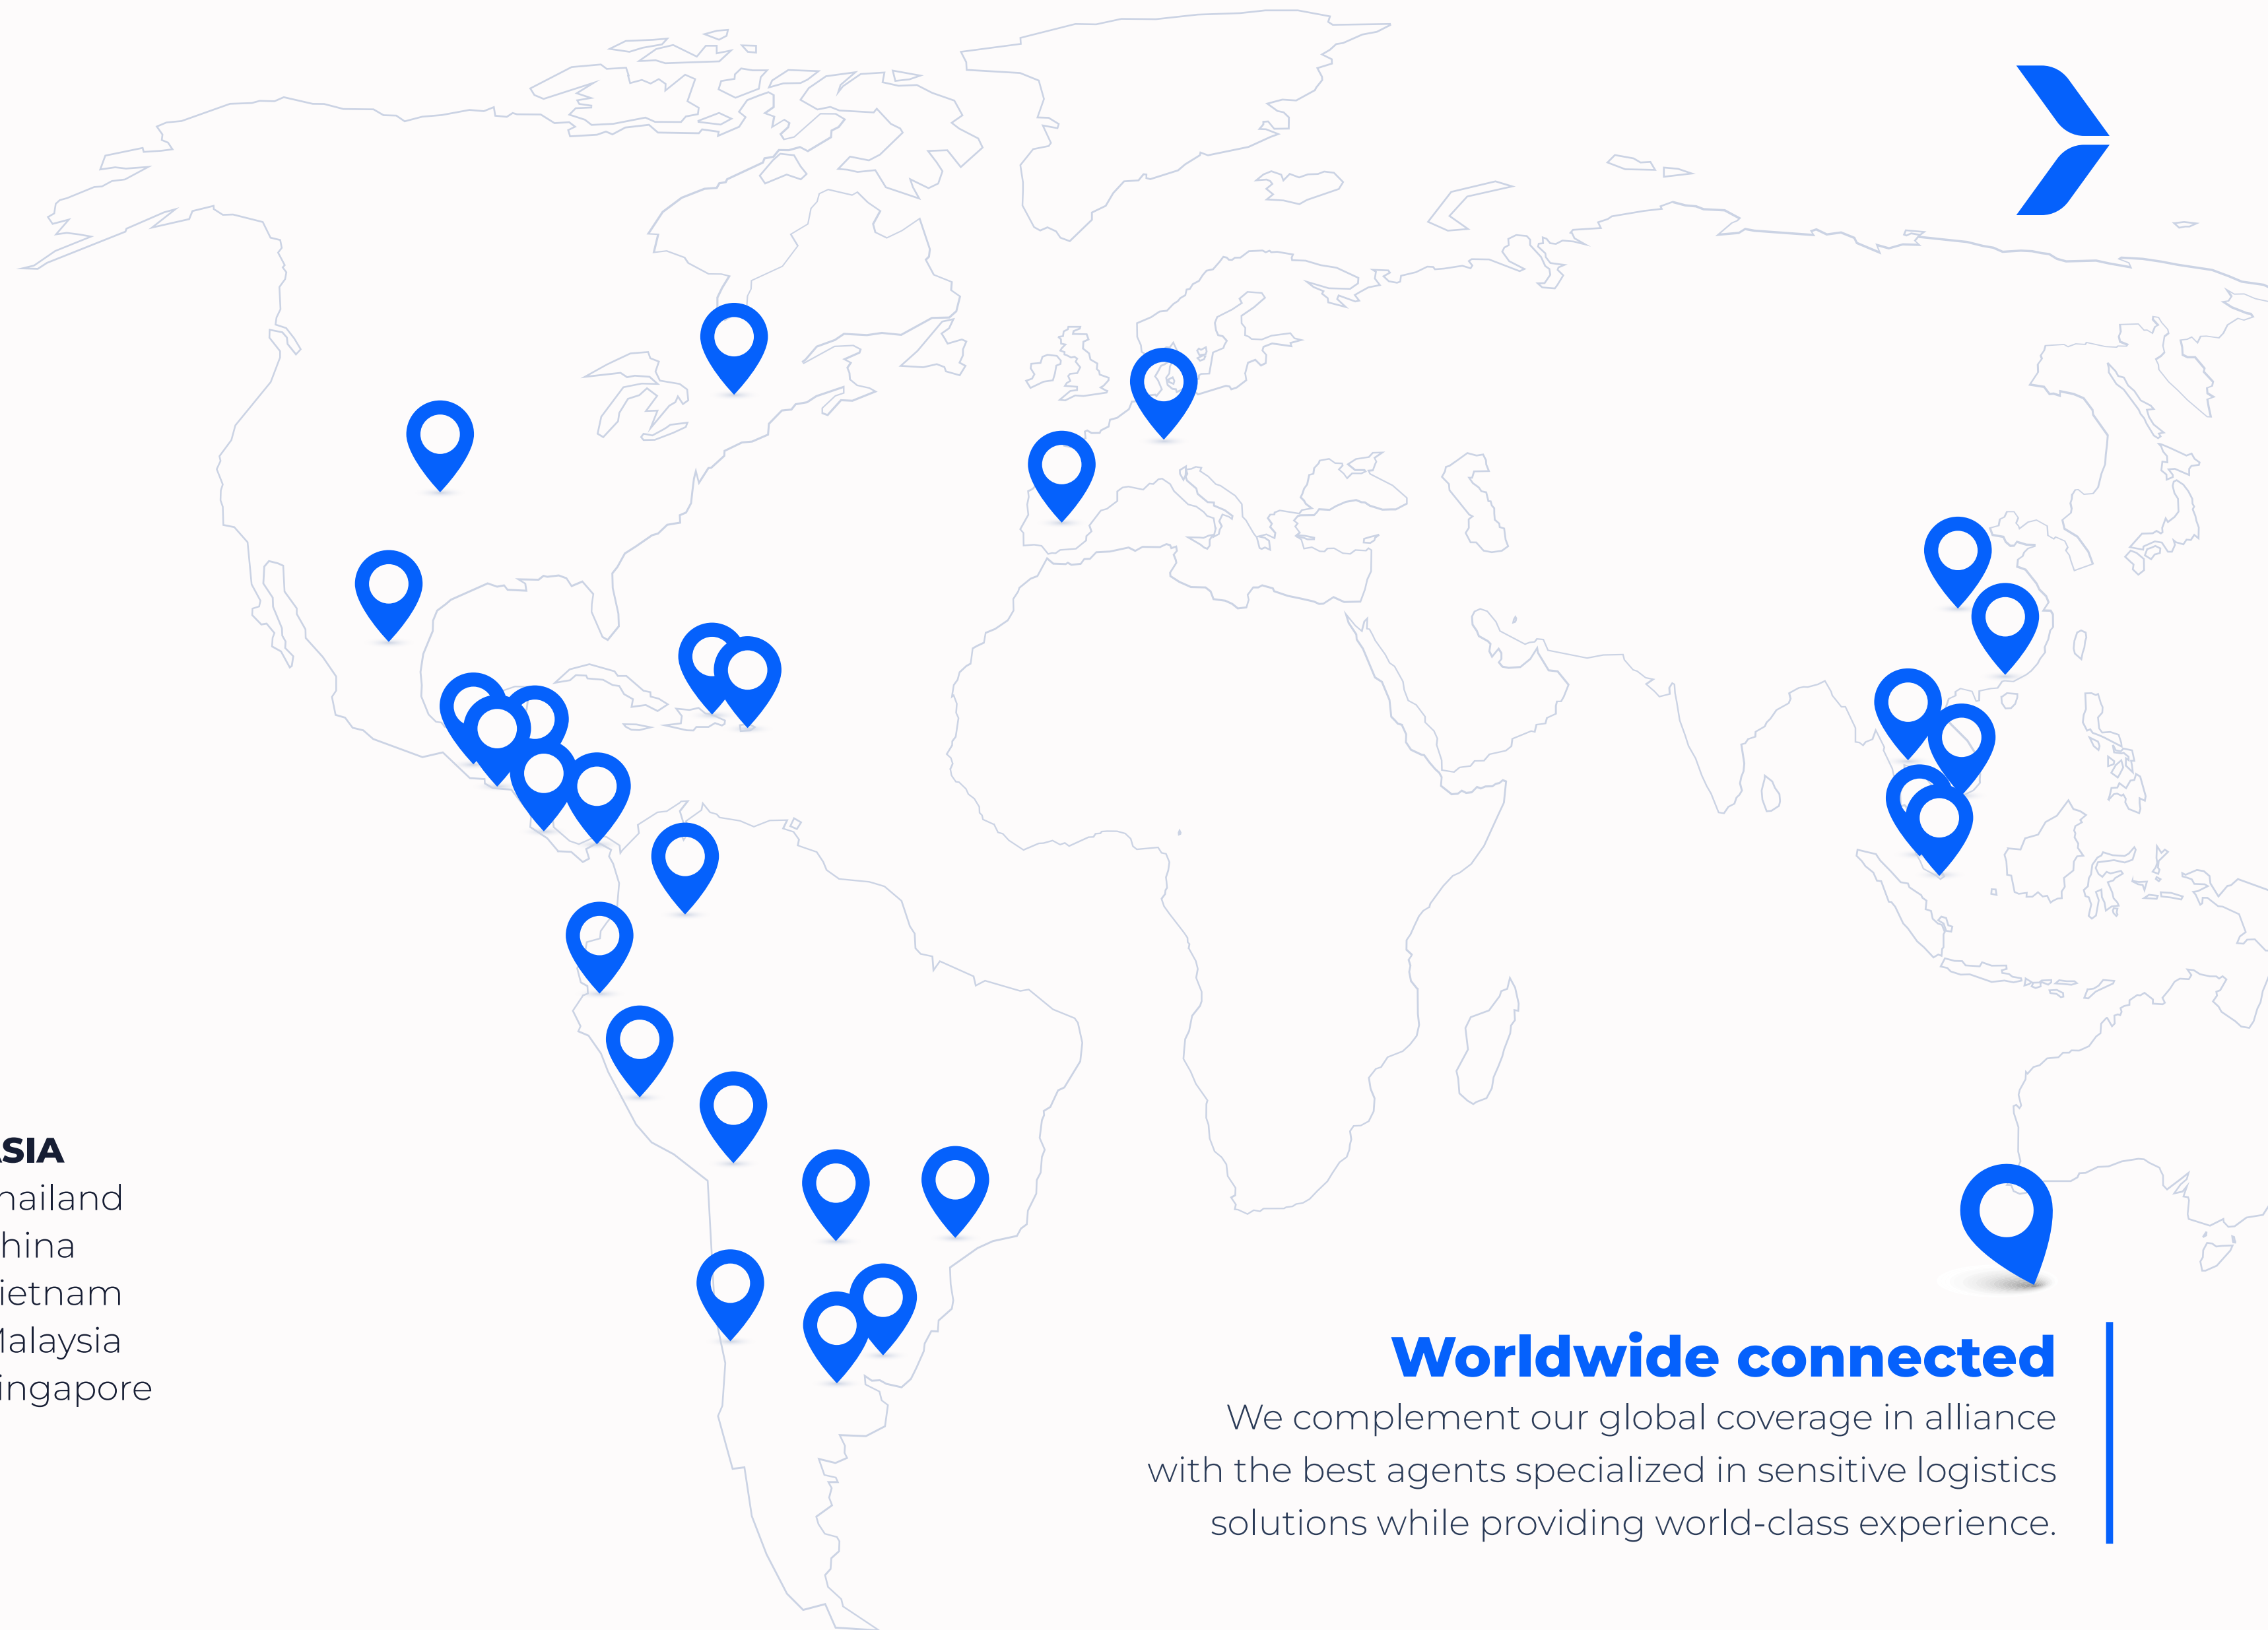 SIA
hailand
hina
ietnam
alaysia
ingapore
Worldwide connected
We complement our global coverage in alliance
with the best agents specialized in sensitive logistics
solutions while providing world-class experience.